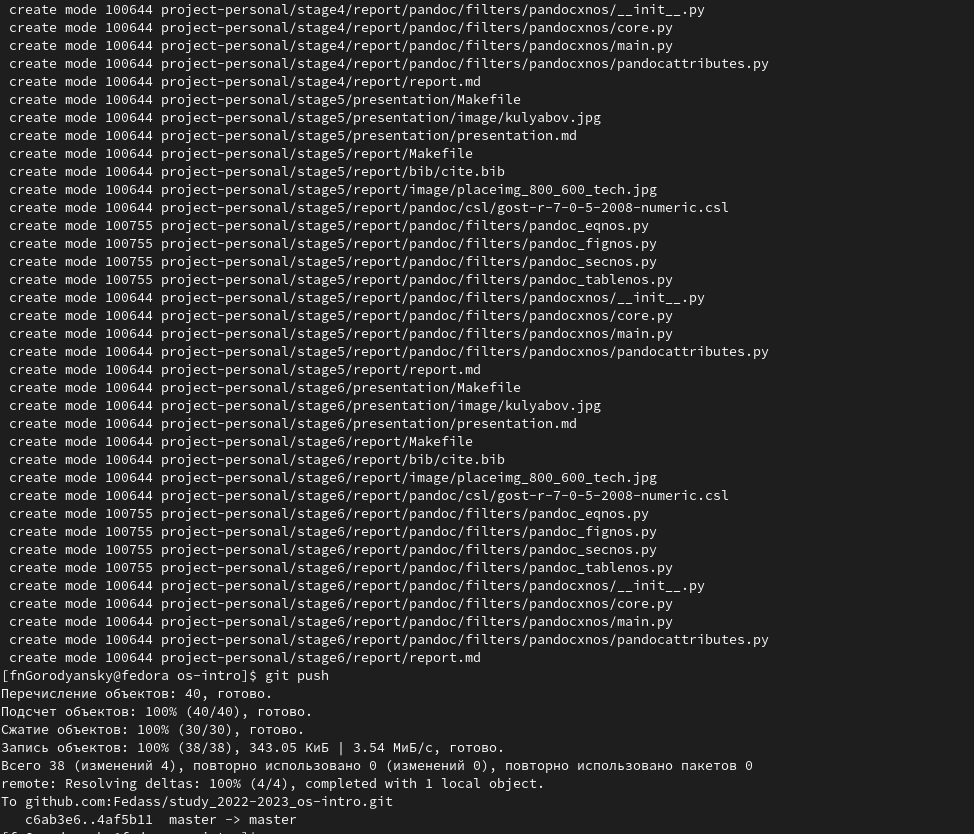 create mode 100644 project-personal/stage4/report/pandoc/filters/pandocxnos/__init__.py
create mode 100644 project-personal/stage4/report/pandoc/filters/pandocxnos/core.py
create mode 100644 project-personal/stage4/report/pandoc/filters/pandocxnos/main.py
create mode 100644 project-personal/stage4/report/pandoc/filters/pandocxnos/pandocattributes.py
create mode 100644 project-personal/stage4/report/report.md
create mode 100644 project-personal/stage5/presentation/Makefile
create mode 100644 project-personal/stage5/presentation/image/kulyabov.jpg
create mode 100644 project-personal/stage5/presentation/presentation.md
create mode 100644 project-personal/stage5/report/Makefile
create mode 100644 project-personal/stage5/report/bib/cite.bib
create mode 100644 project-personal/stage5/report/image/placeimg_800_600_tech.jpg
create mode 100644 project-personal/stage5/report/pandoc/csl/gost-r-7-0-5-2008-numeric.csl
create mode 100755 project-personal/stage5/report/pandoc/filters/pandoc_eqnos.py
create mode 100755 project-personal/stage5/report/pandoc/filters/pandoc_fignos.py
create mode 100755 project-personal/stage5/report/pandoc/filters/pandoc_secnos.py
create mode 100755 project-personal/stage5/report/pandoc/filters/pandoc_tablenos.py
create mode 100644 project-personal/stage5/report/pandoc/filters/pandocxnos/__init__.py
create mode 100644 project-personal/stage5/report/pandoc/filters/pandocxnos/core.py
create mode 100644 project-personal/stage5/report/pandoc/filters/pandocxnos/main.py
create mode 100644 project-personal/stage5/report/pandoc/filters/pandocxnos/pandocattributes.py
create mode 100644 project-personal/stage5/report/report.md
create mode 100644 project-personal/stage6/presentation/Makefile
create mode 100644 project-personal/stage6/presentation/image/kulyabov.jpg
create mode 100644 project-personal/stage6/presentation/presentation.md
create mode 100644 project-personal/stage6/report/Makefile
create mode 100644 project-personal/stage6/report/bib/cite.bib
create mode 100644 project-personal/stage6/report/image/placeimg_800_600_tech.jpg
create mode 100644 project-personal/stage6/report/pandoc/csl/gost-r-7-0-5-2008-numeric.csl
create mode 100755 project-personal/stage6/report/pandoc/filters/pandoc_eqnos.py
create mode 100755 project-personal/stage6/report/pandoc/filters/pandoc_fignos.py
create mode 100755 project-personal/stage6/report/pandoc/filters/pandoc_secnos.py
create mode 100755 project-personal/stage6/report/pandoc/filters/pandoc_tablenos.py
create mode 100644 project-personal/stage6/report/pandoc/filters/pandocxnos/__init__.py
create mode 100644 project-personal/stage6/report/pandoc/filters/pandocxnos/core.py
create mode 100644 project-personal/stage6/report/pandoc/filters/pandocxnos/main.py
create mode 100644 project-personal/stage6/report/pandoc/filters/pandocxnos/pandocattributes.py
create mode 100644 project-personal/stage6/report/report.md
[fnGorodyansky@fedora os-intro]$ git push
Перечисление объектов: 40, готово.
Подсчет объектов: 100% (40/40), готово.
Сжатие объектов: 100% (30/30), готово.
Запись объектов: 100% (38/38), 343.05 КиБ | 3.54 МиБ/с, готово.
Всего 38 (изменений 4), повторно использовано 0 (изменений 0), повторно использовано пакетов 0
remote: Resolving deltas: 100% (4/4), completed with 1 local object.
To github.com:Fedass/study_2022-2023_os-intro.git
c6ab3e6..4af5b11  master -> master